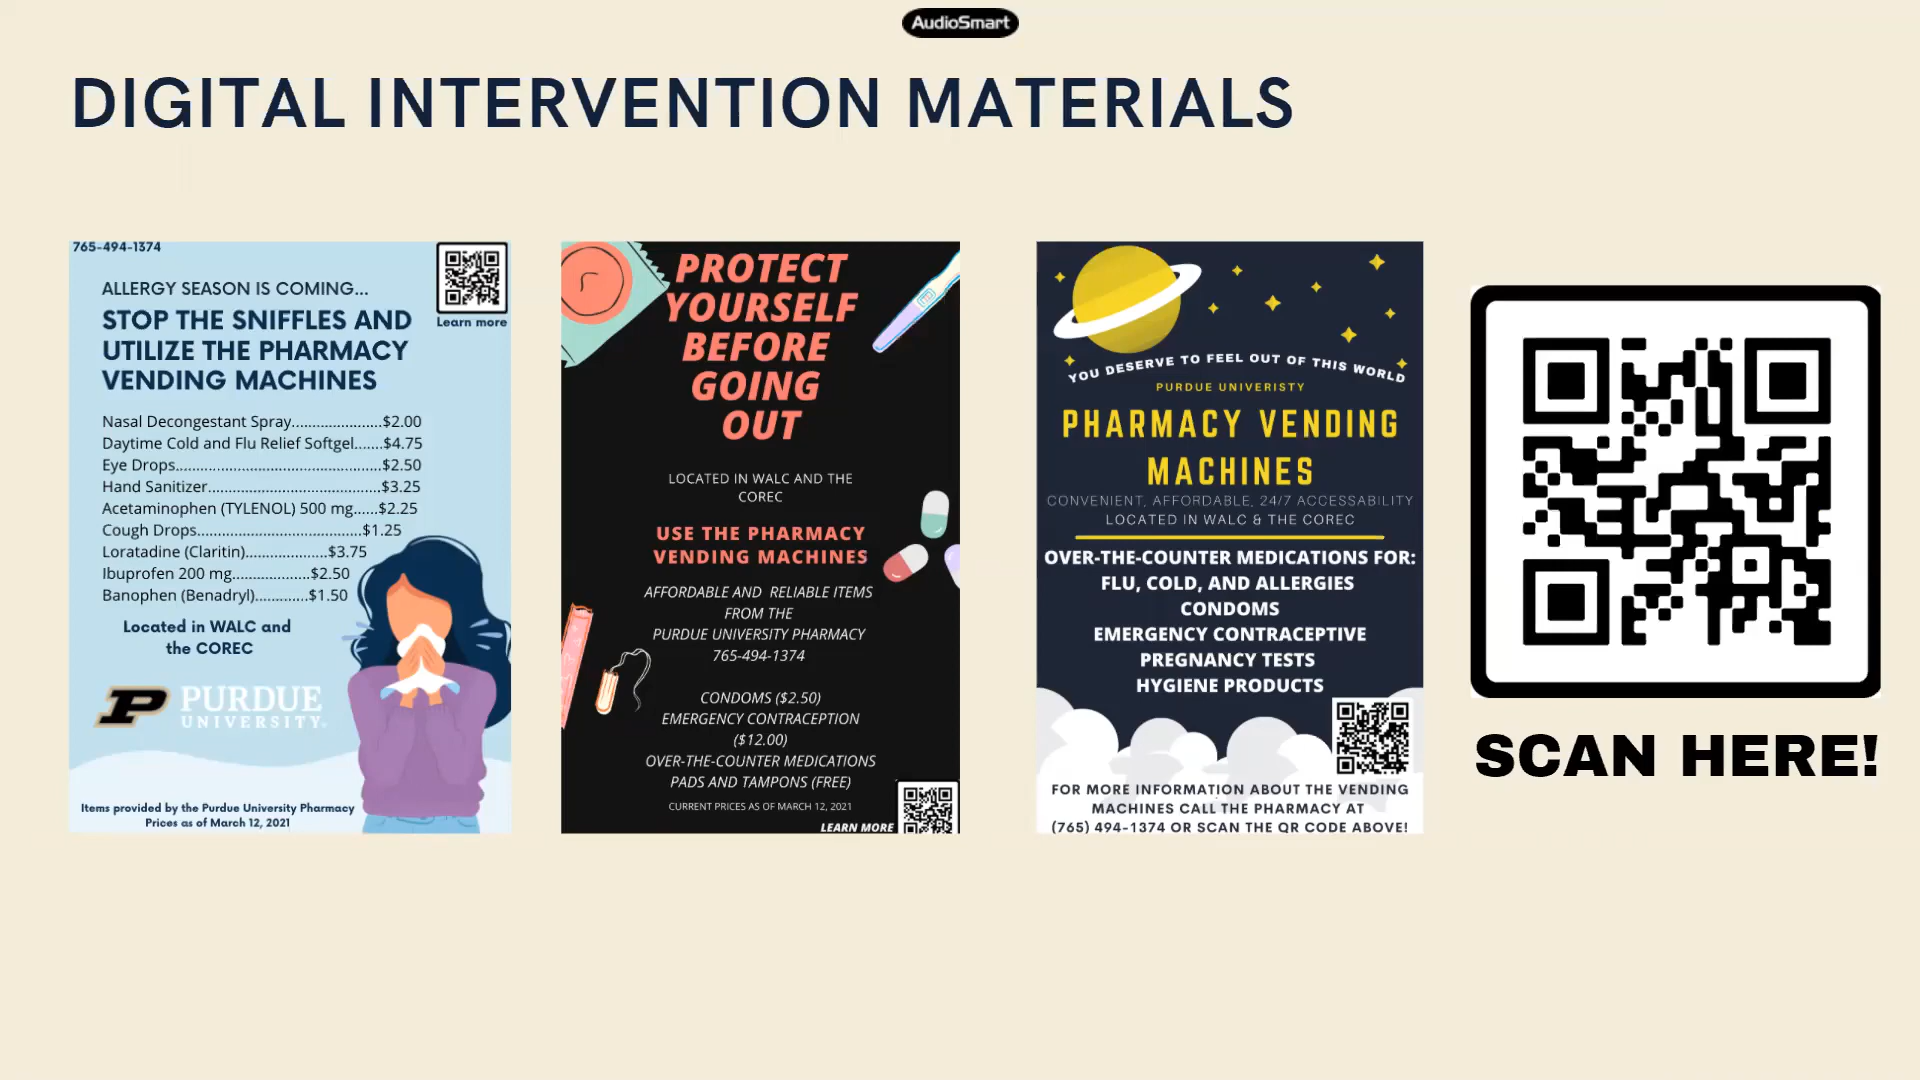 AudioSmart
DIGITAL INTERVENTION MATERIALS
765-494-1374
Learn more
ALLERGY SEASON IS COMING...
STOP THE SNIFFLES AND
UTILIZE THE PHARMACY
VENDING MACHINES
Nasal Decongestant Spray......................$2.00
Daytime Cold and Flu Relief Softgel.......$4.75
Eye Drops..................................................$2.50
Hand Sanitizer..........................................$3.25
Acetaminophen (TYLENOL) 500 mg......$2.25
Cough Drops........................................$1.25
Loratadine (Claritin)....................$3.75
Ibuprofen 200 mg...................$2.50
Banophen (Benadryl).............$1.50
Located in WALC and
the COREC
P PURDUE
UNIVERSITY.
Items provided by the Purdue University Pharmacy
Prices as of March 12, 2021
PROTECT
YOURSELF
BEFORE
GOING
OUT
LOCATED IN WALC AND THE
COREC
USE THE PHARMACY
VENDING MACHINES
AFFORDABLE AND RELIABLE ITEMS
FROM THE
PURDUE UNIVERSITY PHARMACY
765-494-1374
CONDOMS ($2.50)
EMERGENCY CONTRACEPTION
($12.00)
OVER-THE-COUNTER MEDICATIONS
PADS AND TAMPONS (FREE)
CURRENT PRICES AS OF MARCH 12, 2021
LEARN MORE
YOU DESERVE TO FEEL OUT OF THIS WORLD
PURDUE UNIVERISTY
PHARMACY VENDING
MACHINES
CONVENIENT, AFFORDABLE, 24/7 ACCESSABILITY
LOCATED IN WALC & THE COREC
OVER-THE-COUNTER MEDICATIONS FOR:
FLU, COLD, AND ALLERGIES
CONDOMS
EMERGENCY CONTRACEPTIVE
PREGNANCY TESTS
HYGIENE PRODUCTS
FOR MORE INFORMATION ABOUT THE VENDING
MACHINES CALL THE PHARMACY AT
(765) 494-1374 OR SCAN THE QR CODE ABOVE!
SCAN HERE!